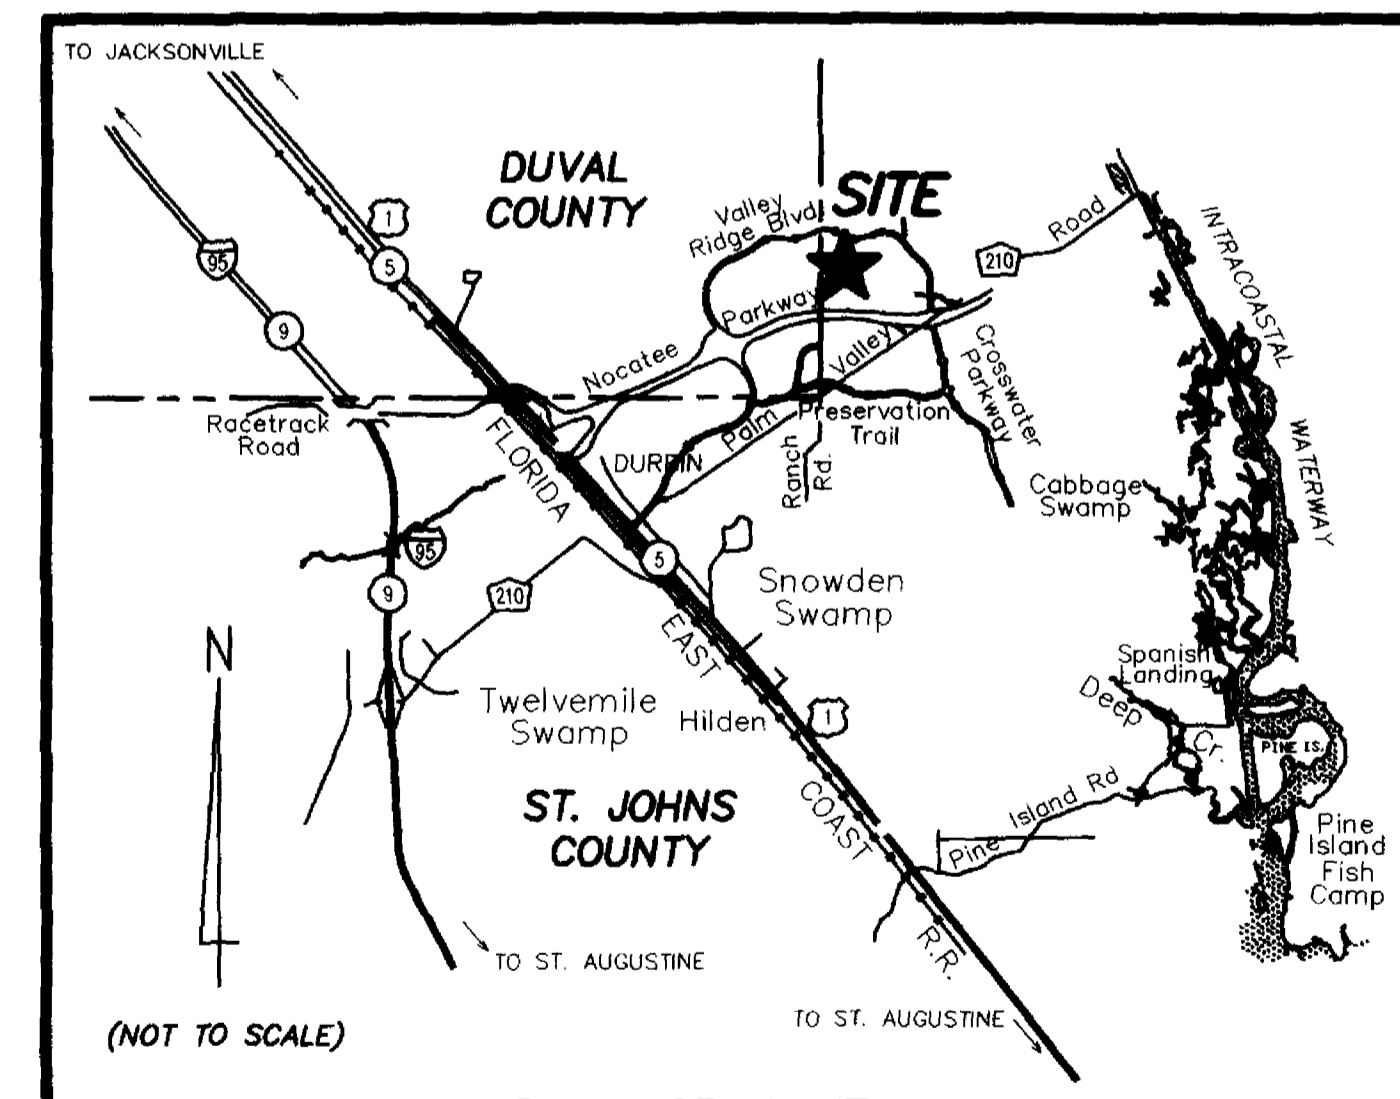 TO JACKSONVILLE
DUVAL
COUNTY
SITE
Valley
Ridge Blvd.
Road
210
INTRACOASTAL
WATERWAY
1
5
95
9
Parkway
Nocatee
Valley
Palm
Crosswater
Parkway
Racetrack
Road
Preservation
Trail
Ranch
Rd.
DURBIN
FLORIDA
EAST
COAST
R.R.
Cabbage
Swamp
95
9
210
5
Snowden
Swamp
N
Twelvemile
Swamp
Hilden
1
Spanish
Landing
Deep
Cr.
PINE IS.
ST. JOHNS
COUNTY
Pine Island Rd
Pine
Island
Fish
Camp
TO ST. AUGUSTINE
TO ST. AUGUSTINE
(NOT TO SCALE)